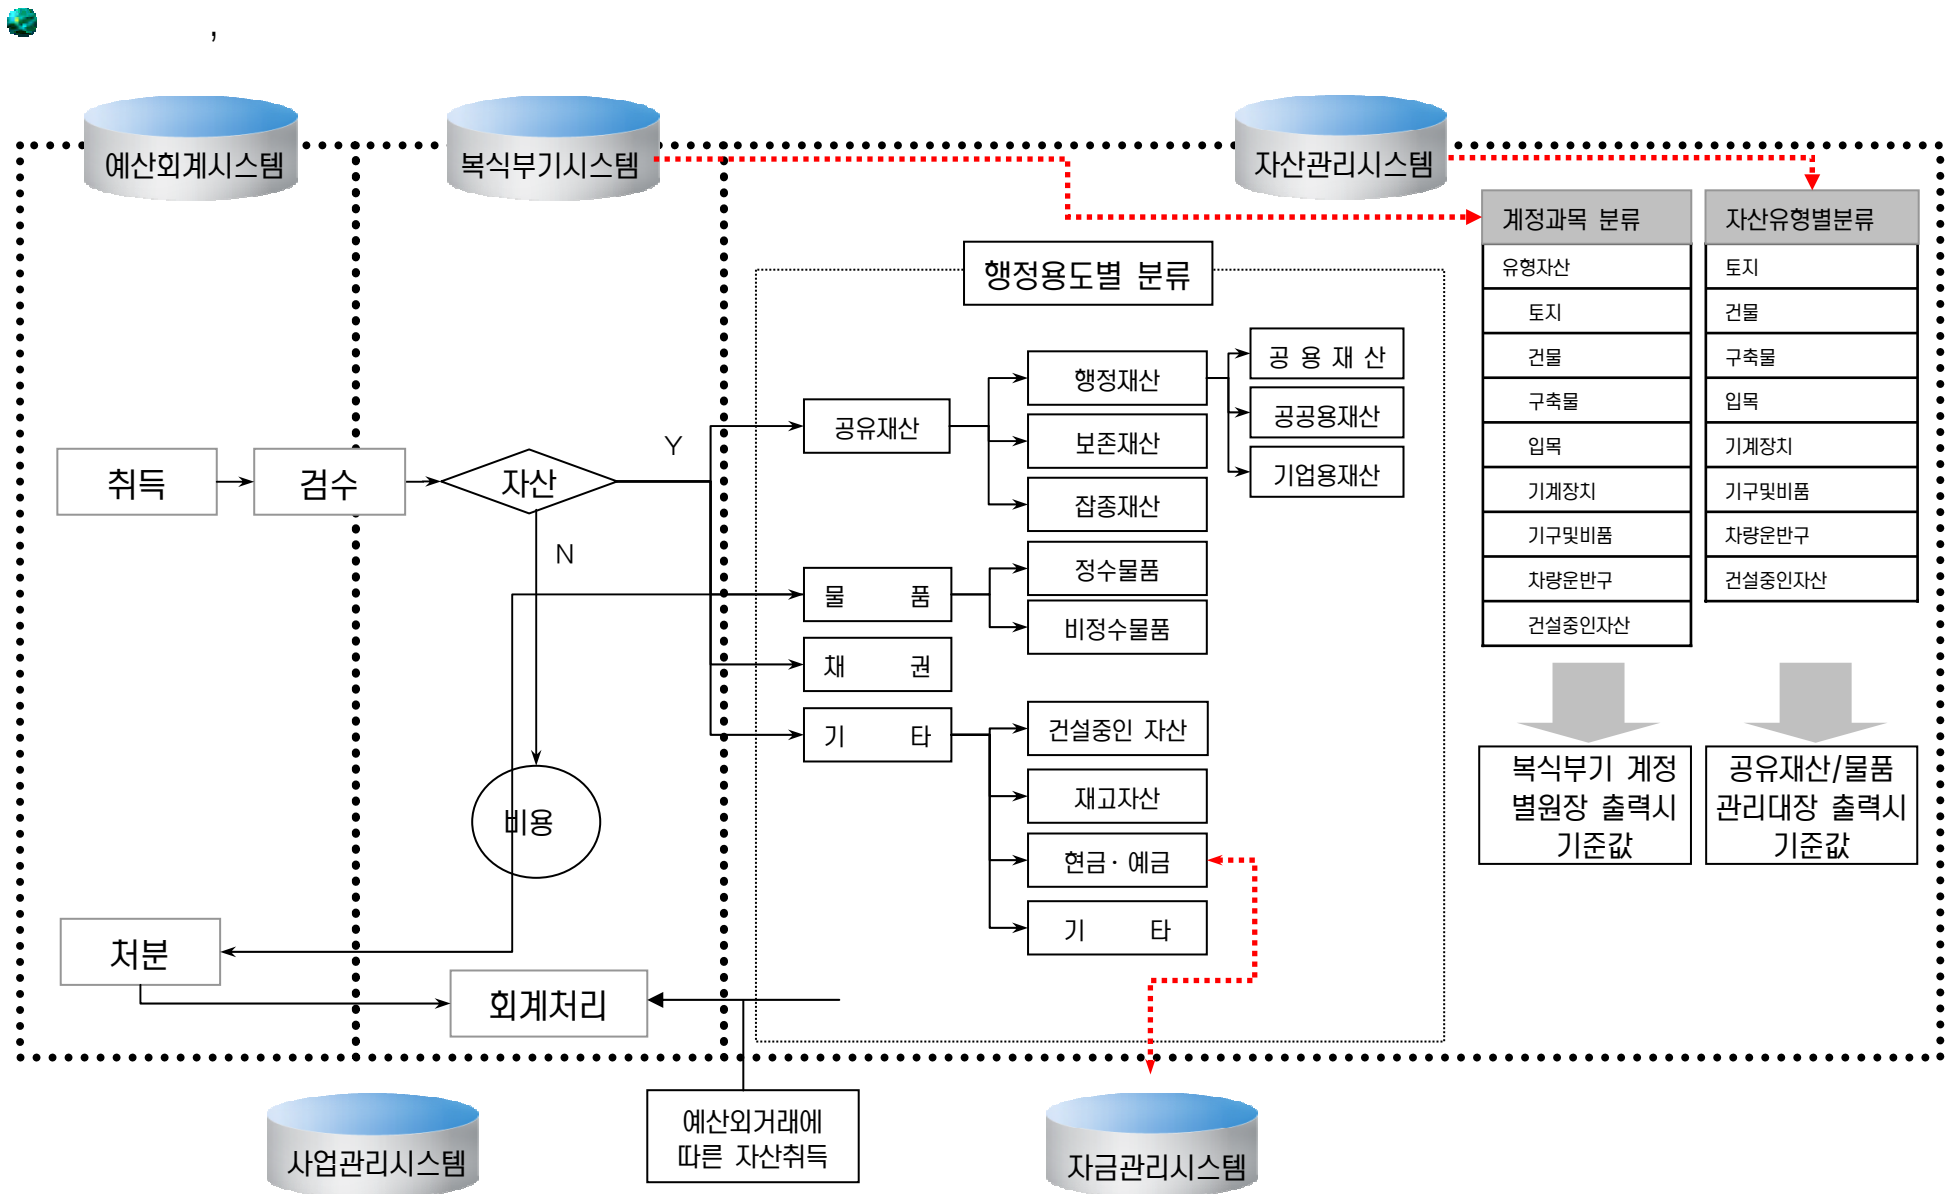 ,
예산회계시스템
복식부기시스템
자산관리시스템
계정과목 분류
자산유형별분류
유형자산
토지
건물
구축물
입목
기계장치
기구및비품
차량운반구
건설중인자산
토지
건물
구축물
입목
기계장치
기구및비품
차량운반구
건설중인자산
행정용도별 분류
공 용 재 산
행정재산
공유재산
공공용재산
보존재산
기업용재산
잡종재산
취득
검수
자산
Y
N
정수물품
물 품
비정수물품
채 권
기 타
건설중인 자산
재고자산
현금· 예금
기 타
비용
처분
회계처리
복식부기 계정
별원장 출력시
기준값
공유재산/물품
관리대장 출력시
기준값
예산외거래에
따른 자산취득
사업관리시스템
자금관리시스템